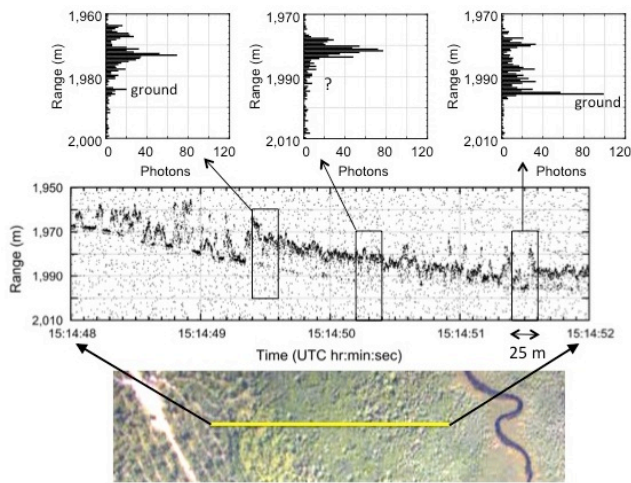 1,960
1,980
2,000
Range (m)
ground
0 40 80 120
Photons
1,970
1,990
2,010
Range (m)
?
0 40 80 120
Photons
1,970
1,990
2,010
Range (m)
ground
0 40 80 120
Photons
1,950
1,970
1,990
2,010
Range (m)
15:14:48 15:14:49 15:14:50 15:14:51 15:14:52
Time (UTC hr:min:sec)
25 m